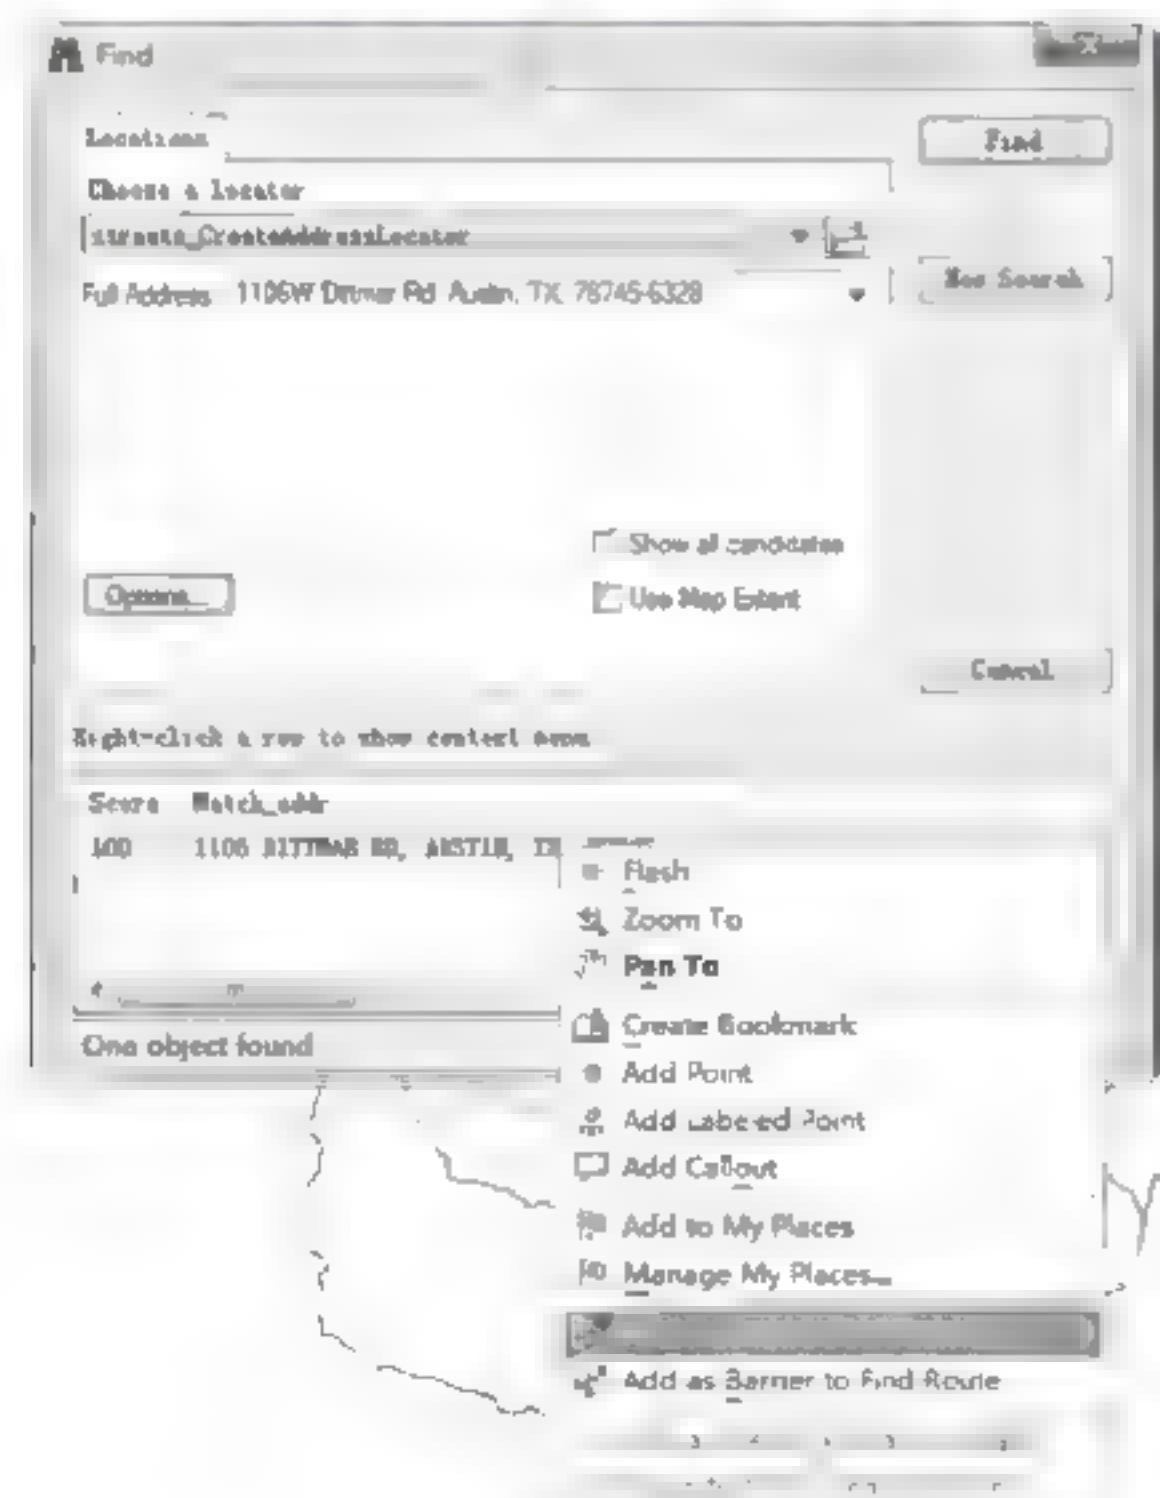 Find
Locations
Find
Choose a locator
streets_CreateAddressLocator
New Search
Full Address 1106W Dittmar Rd Austin, TX, 78745-6328
Show all candidates
Options...
Use Map Extent
Cancel
Right-click a row to show context menu
Score Match_addr
100 1106 DITTMAR RD, AUSTIN, TX
Flash
Zoom To
Pan To
Create Bookmark
One object found
Add Point
Add Labeled Point
Add Callout
Add to My Places
Manage My Places...
Add as Barrier to Find Route